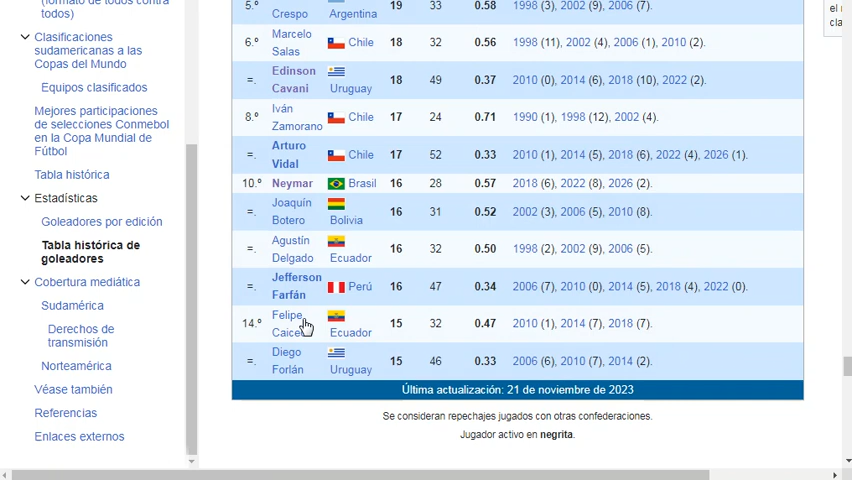 (formato de todos contra
todos)
Clasificaciones
sudamericanas a las
Copas del Mundo
Equipos clasificados
Mejores participaciones
de selecciones Conmebol
en la Copa Mundial de
Fútbol
Tabla histórica
Estadísticas
Goleadores por edición
Tabla histórica de
goleadores
Cobertura mediática
Sudamérica
Derechos de
transmisión
Norteamérica
Véase también
Referencias
Enlaces externos
5.º Crespo Argentina 19 33 0.58 1998 (3), 2002 (9), 2006 (7).
6.º Marcelo Salas Chile 18 32 0.56 1998 (11), 2002 (4), 2006 (1), 2010 (2).
=. Edinson Cavani Uruguay 18 49 0.37 2010 (0), 2014 (6), 2018 (10), 2022 (2).
8.º Iván Zamorano Chile 17 24 0.71 1990 (1), 1998 (12), 2002 (4).
=. Arturo Vidal Chile 17 52 0.33 2010 (1), 2014 (5), 2018 (6), 2022 (4), 2026 (1).
10.º Neymar Brasil 16 28 0.57 2018 (6), 2022 (8), 2026 (2).
=. Joaquín Botero Bolivia 16 31 0.52 2002 (3), 2006 (5), 2010 (8).
=. Agustín Delgado Ecuador 16 32 0.50 1998 (2), 2002 (9), 2006 (5).
=. Jefferson Farfán Perú 16 47 0.34 2006 (7), 2010 (0), 2014 (5), 2018 (4), 2022 (0).
14.º Felipe Ecuador 15 32 0.47 2010 (1), 2014 (7), 2018 (7).
=. Diego Forlán Uruguay 15 46 0.33 2006 (6), 2010 (7), 2014 (2).
Última actualización: 21 de noviembre de 2023
Se consideran repechajes jugados con otras confederaciones.
Jugador activo en negrita.